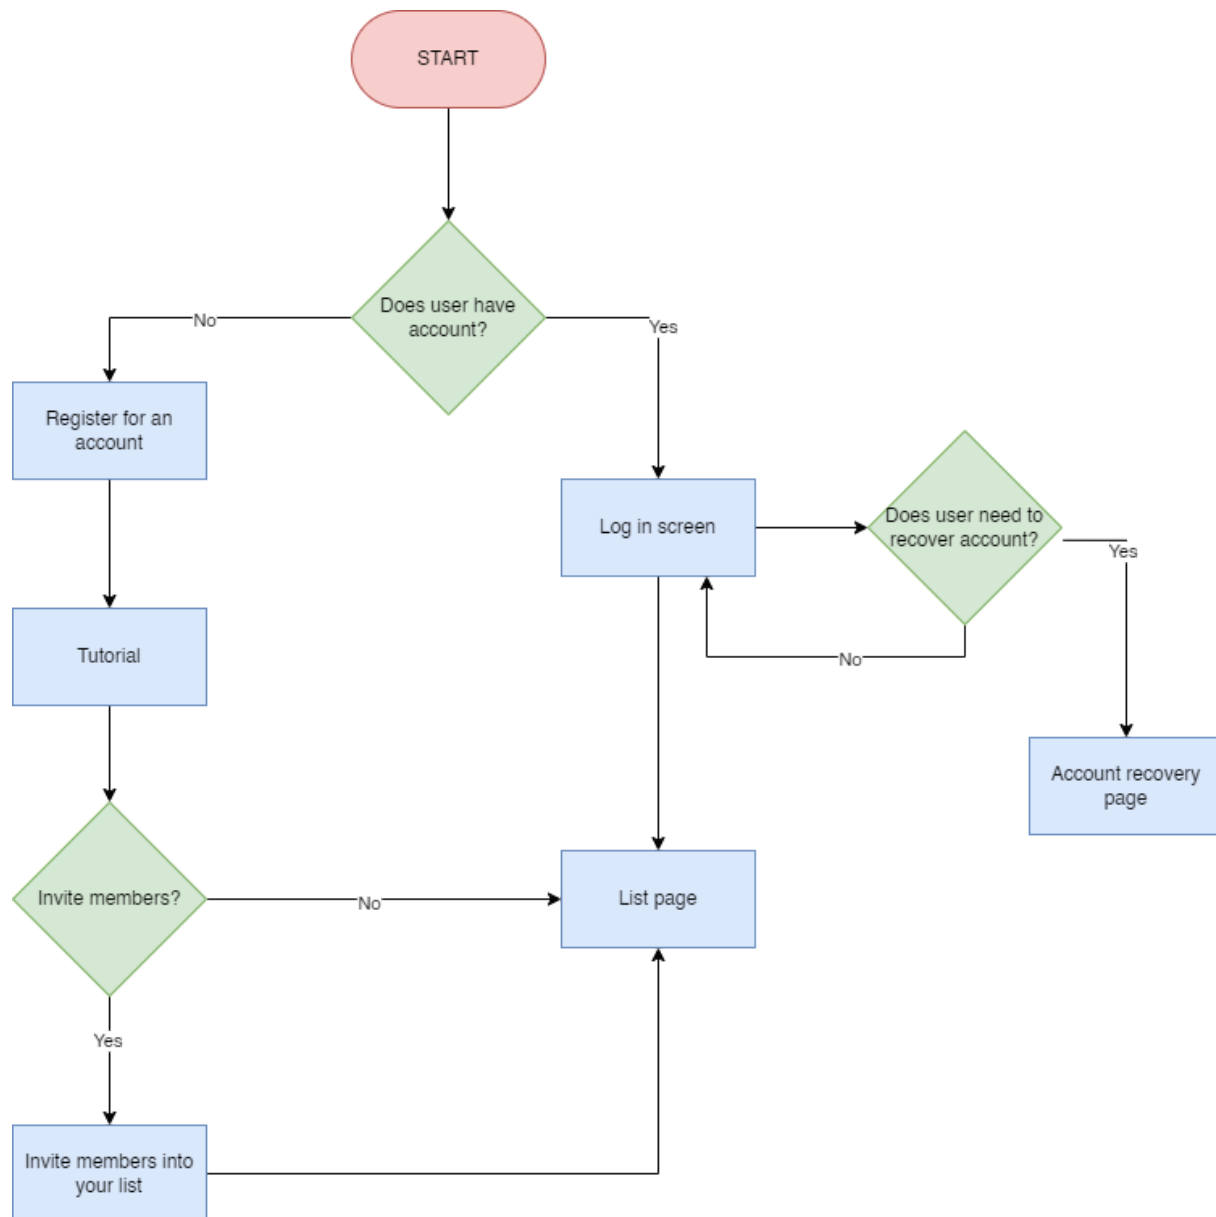 START
Does user have
account?
No
Yes
Register for an
account
Log in screen
Does user need to
recover account?
Yes
No
Tutorial
Account recovery
page
Invite members?
No
List page
Yes
Invite members into
your list